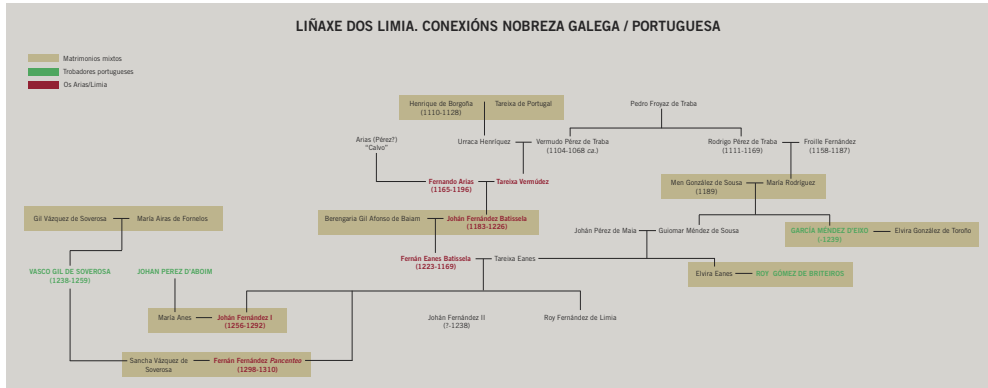 LIÑAXE DOS LIMIA. CONEXIÓNS NOBREZA GALEGA / PORTUGUESA
Matrimonios mixtos
Trobadores portugueses
Os Arias/Limia
Henrique de Borgoña
(1110-1128)
Tareixa de Portugal
Pedro Froyaz de Traba
Arias (Pérez?)
"Calvo"
Urraca Henríquez
Vermudo Pérez de Traba
(1104-1068 ca.)
Rodrigo Pérez de Traba
(1111-1169)
Froille Fernández
(1158-1187)
Fernando Arias
(1165-1196)
Tareixa Vermúdez
Men González de Sousa
(1189)
María Rodríguez
Gil Vázquez de Soverosa
María Airas de Fornelos
Berengaria Gil Afonso de Baiam
Johán Fernández Batissela
(1183-1226)
Johán Pérez de Maia
Guiomar Méndez de Sousa
GARCÍA MÉNDEZ D'EIXO
(-1239)
Elvira González de Toroño
VASCO GIL DE SOVEROSA
(1238-1259)
JOHAN PEREZ D'ABOIM
Fernán Eanes Batissela
(1223-1169)
Tareixa Eanes
Elvira Eanes
ROY GÓMEZ DE BRITEIROS
María Anes
Johán Fernández I
(1256-1292)
Johán Fernández II
(?-1238)
Roy Fernández de Limia
Sancha Vázquez de
Soverosa
Fernán Fernández Pancenteo
(1298-1310)